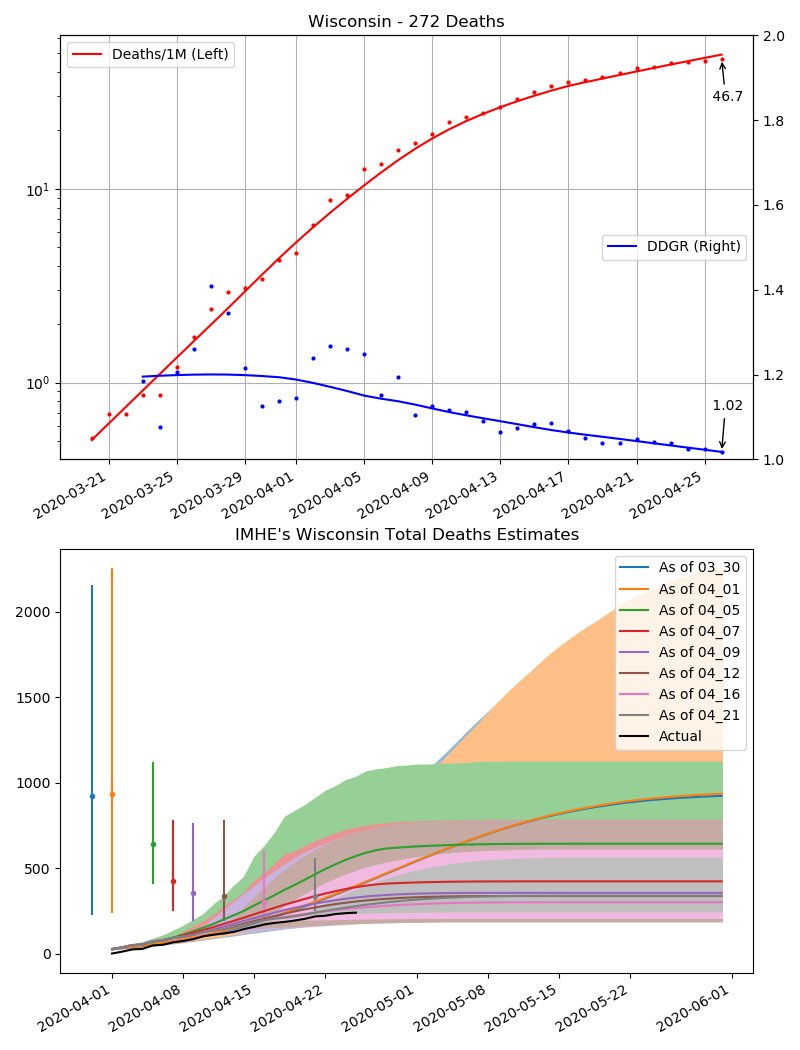 Wisconsin - 272 Deaths
Deaths/1M (Left)
DDGR (Right)
46.7
1.02
10^1
10^0
2.0
1.8
1.6
1.4
1.2
1.0
2020-03-21
2020-03-25
2020-03-29
2020-04-01
2020-04-05
2020-04-09
2020-04-13
2020-04-17
2020-04-21
2020-04-25
IMHE's Wisconsin Total Deaths Estimates
As of 03_30
As of 04_01
As of 04_05
As of 04_07
As of 04_09
As of 04_12
As of 04_16
As of 04_21
Actual
2000
1500
1000
500
0
2020-04-01
2020-04-08
2020-04-15
2020-04-22
2020-05-01
2020-05-08
2020-05-15
2020-05-22
2020-06-01